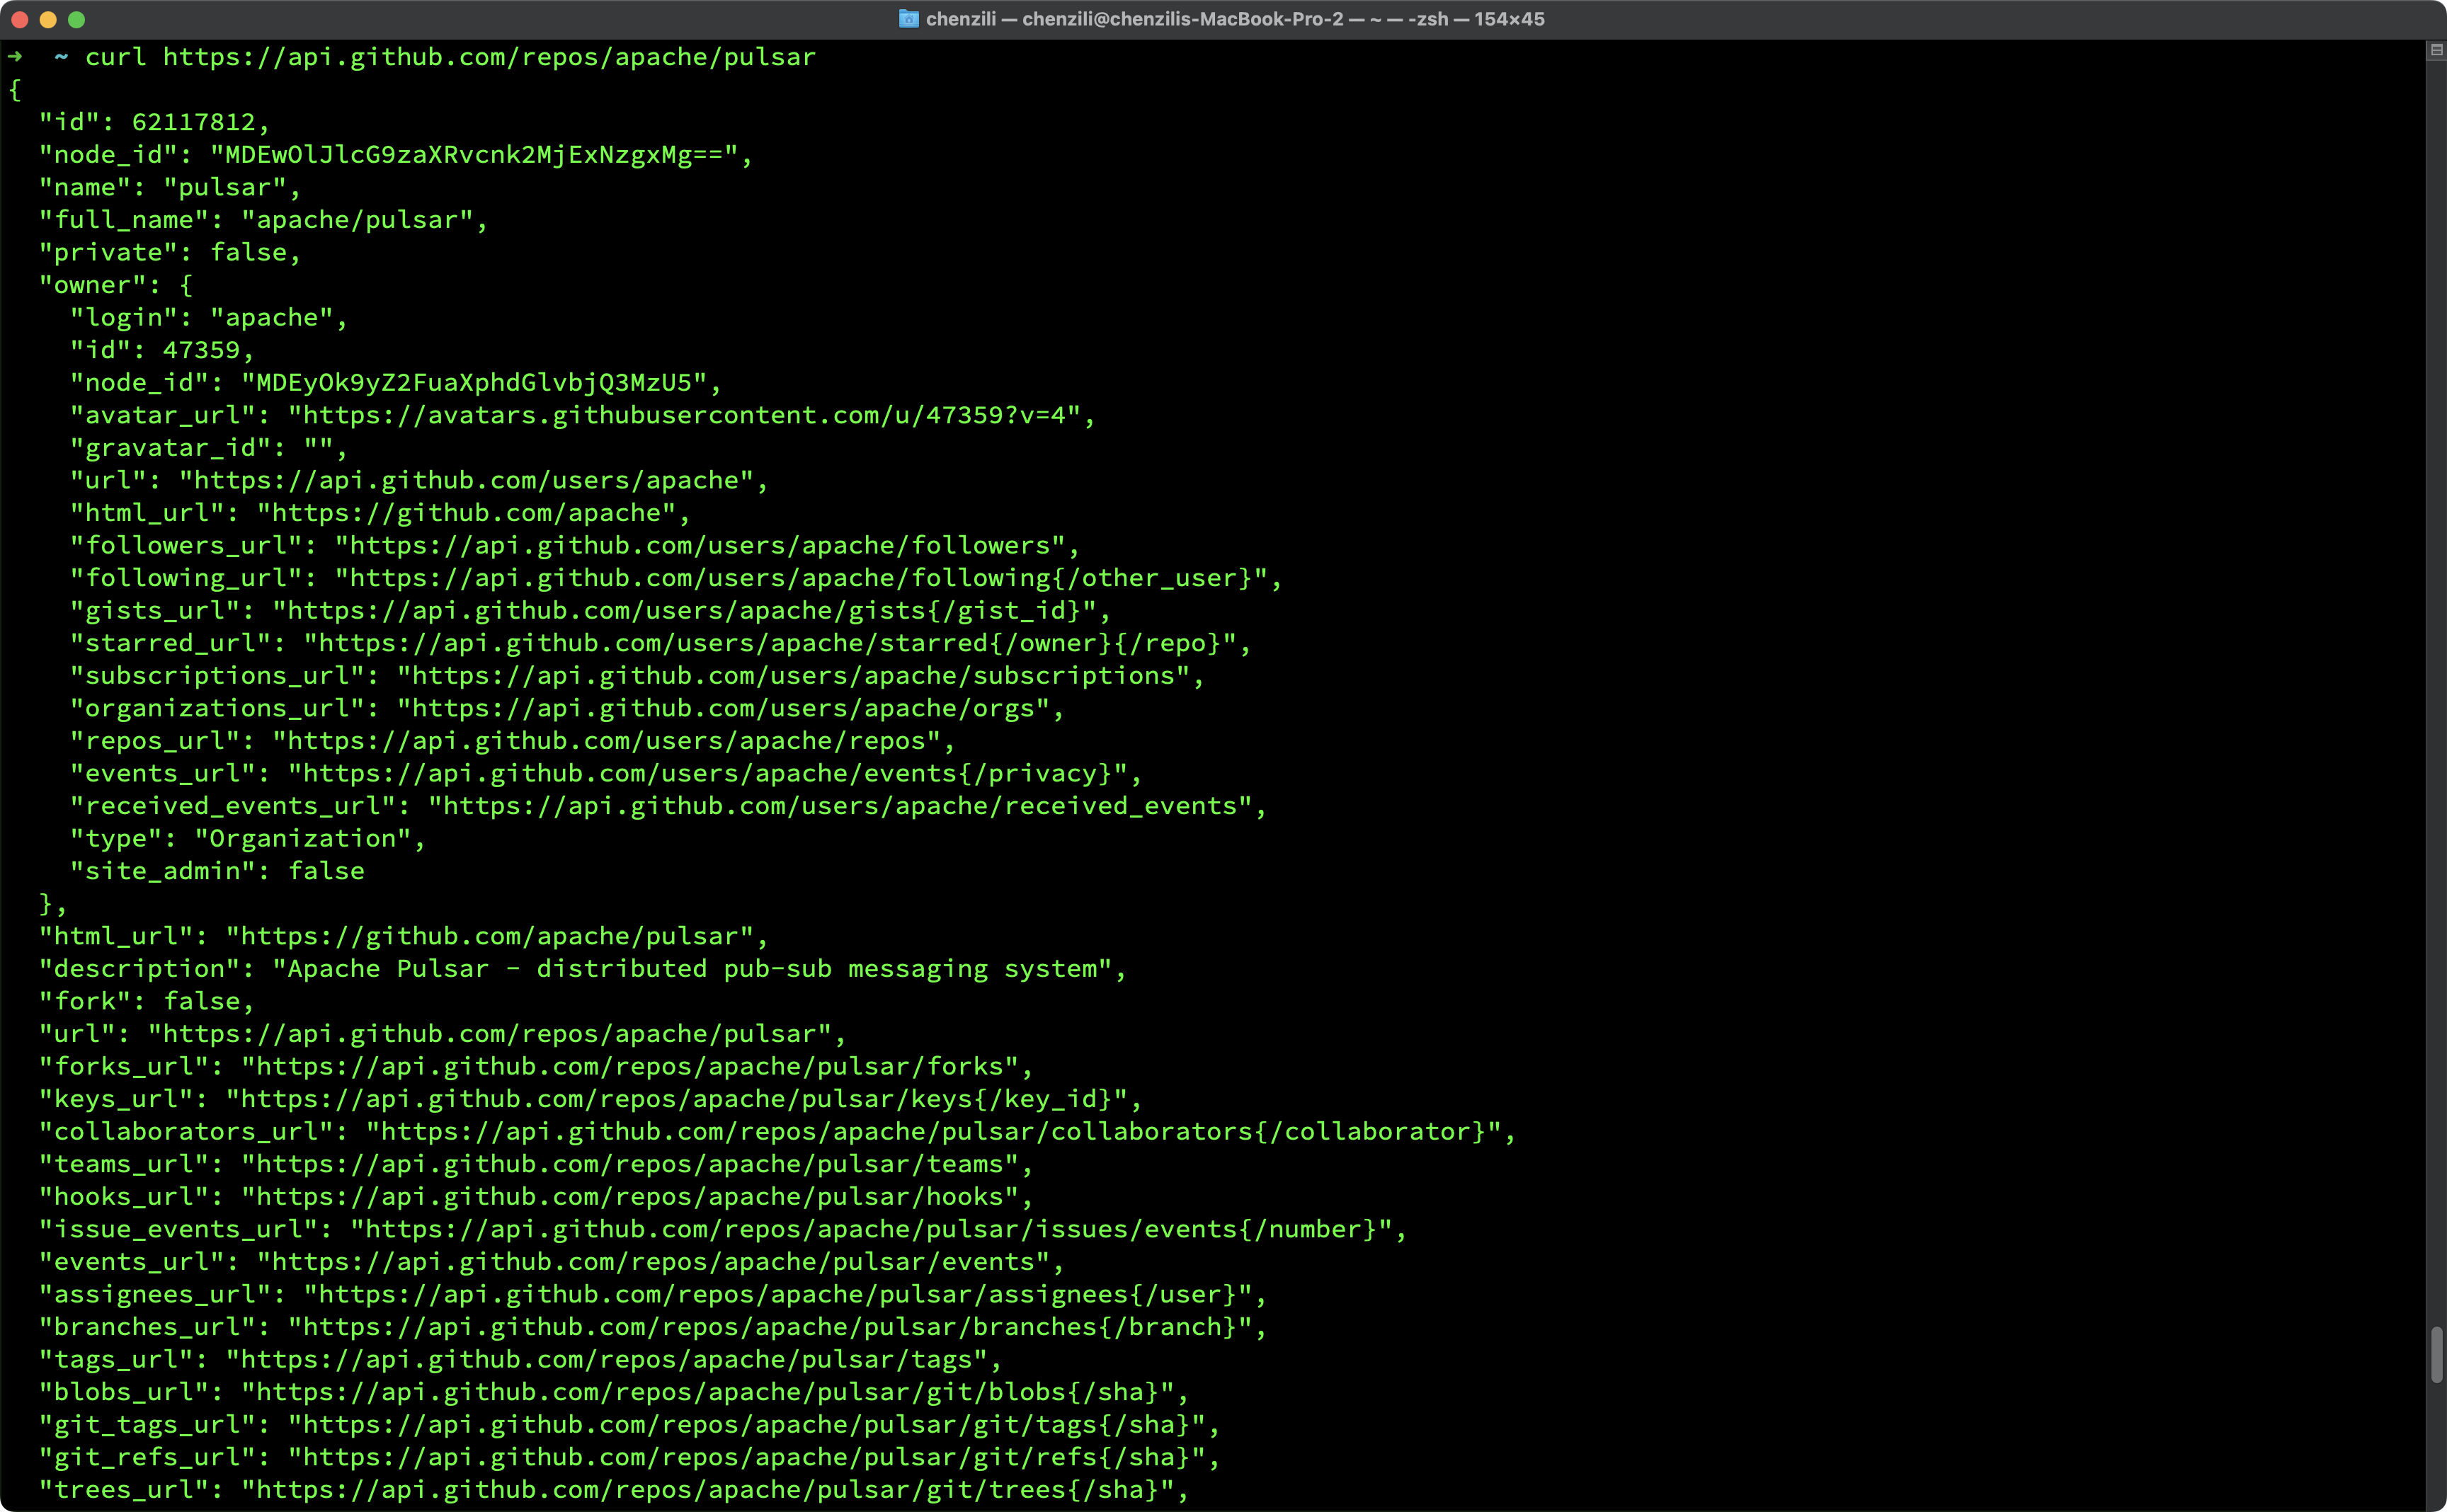 chenzili — chenzili@chenzilis-MacBook-Pro-2 — ~ — -zsh — 154×45
➜  ~ curl https://api.github.com/repos/apache/pulsar
{
  "id": 62117812,
  "node_id": "MDEwOlJlcG9zaXRvcnk2MjExNzgxMg==",
  "name": "pulsar",
  "full_name": "apache/pulsar",
  "private": false,
  "owner": {
    "login": "apache",
    "id": 47359,
    "node_id": "MDEyOk9yZ2FuaXphdGlvbjQ3MzU5",
    "avatar_url": "https://avatars.githubusercontent.com/u/47359?v=4",
    "gravatar_id": "",
    "url": "https://api.github.com/users/apache",
    "html_url": "https://github.com/apache",
    "followers_url": "https://api.github.com/users/apache/followers",
    "following_url": "https://api.github.com/users/apache/following{/other_user}",
    "gists_url": "https://api.github.com/users/apache/gists{/gist_id}",
    "starred_url": "https://api.github.com/users/apache/starred{/owner}{/repo}",
    "subscriptions_url": "https://api.github.com/users/apache/subscriptions",
    "organizations_url": "https://api.github.com/users/apache/orgs",
    "repos_url": "https://api.github.com/users/apache/repos",
    "events_url": "https://api.github.com/users/apache/events{/privacy}",
    "received_events_url": "https://api.github.com/users/apache/received_events",
    "type": "Organization",
    "site_admin": false
  },
  "html_url": "https://github.com/apache/pulsar",
  "description": "Apache Pulsar - distributed pub-sub messaging system",
  "fork": false,
  "url": "https://api.github.com/repos/apache/pulsar",
  "forks_url": "https://api.github.com/repos/apache/pulsar/forks",
  "keys_url": "https://api.github.com/repos/apache/pulsar/keys{/key_id}",
  "collaborators_url": "https://api.github.com/repos/apache/pulsar/collaborators{/collaborator}",
  "teams_url": "https://api.github.com/repos/apache/pulsar/teams",
  "hooks_url": "https://api.github.com/repos/apache/pulsar/hooks",
  "issue_events_url": "https://api.github.com/repos/apache/pulsar/issues/events{/number}",
  "events_url": "https://api.github.com/repos/apache/pulsar/events",
  "assignees_url": "https://api.github.com/repos/apache/pulsar/assignees{/user}",
  "branches_url": "https://api.github.com/repos/apache/pulsar/branches{/branch}",
  "tags_url": "https://api.github.com/repos/apache/pulsar/tags",
  "blobs_url": "https://api.github.com/repos/apache/pulsar/git/blobs{/sha}",
  "git_tags_url": "https://api.github.com/repos/apache/pulsar/git/tags{/sha}",
  "git_refs_url": "https://api.github.com/repos/apache/pulsar/git/refs{/sha}",
  "trees_url": "https://api.github.com/repos/apache/pulsar/git/trees{/sha}",